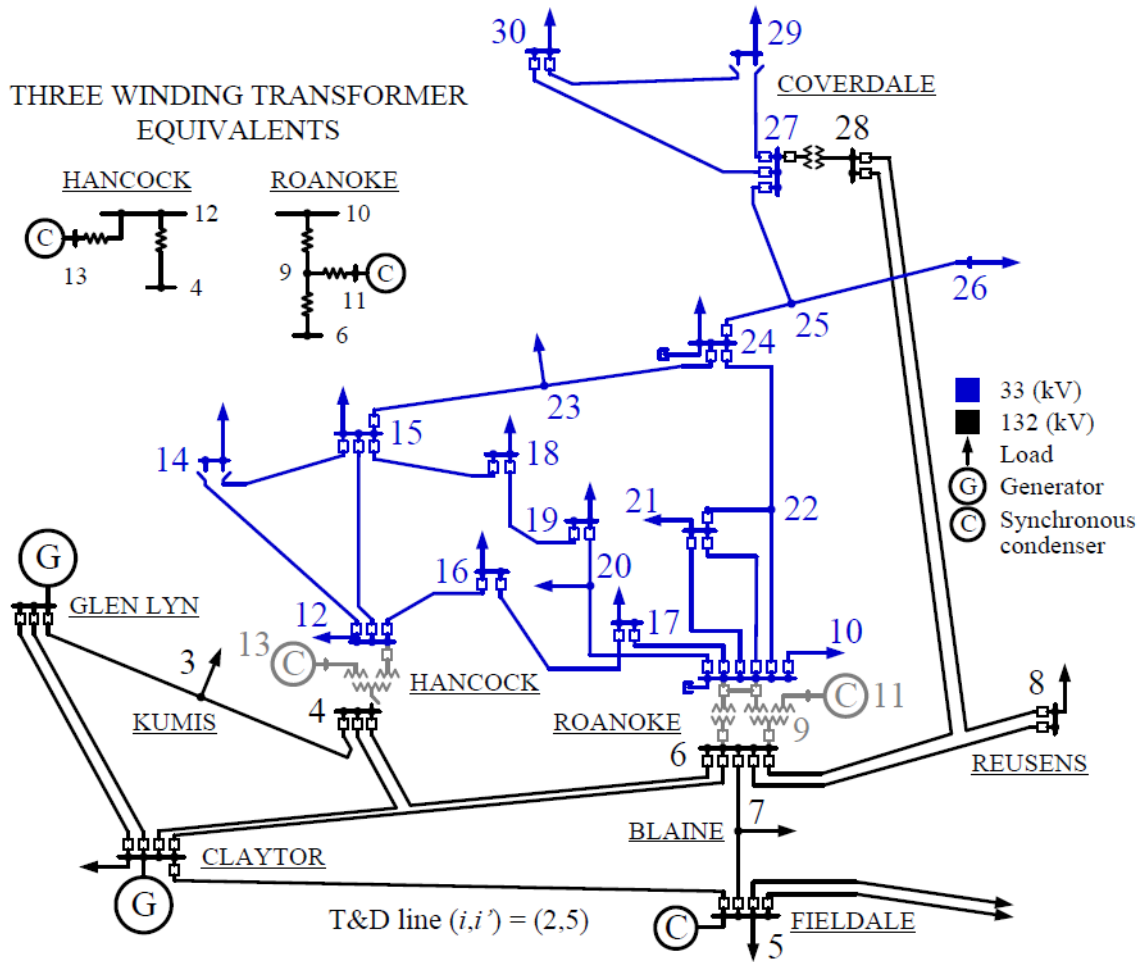 30
29
COVERDALE
THREE WINDING TRANSFORMER
EQUIVALENTS
27
28
HANCOCK
ROANOKE
12
10
C
13
4
9
C
11
6
26
25
24
23
33 (kV)
132 (kV)
Load
G Generator
C Synchronous
condenser
15
14
18
21
22
19
G
16
20
GLEN LYN
12
17
10
3
13 C
HANCOCK
C 11
8
KUMIS
4
ROANOKE
9
6
REUSENS
7
BLAINE
CLAYTOR
G
T&D line (i,i’) = (2,5)
C
FIELDALE
5